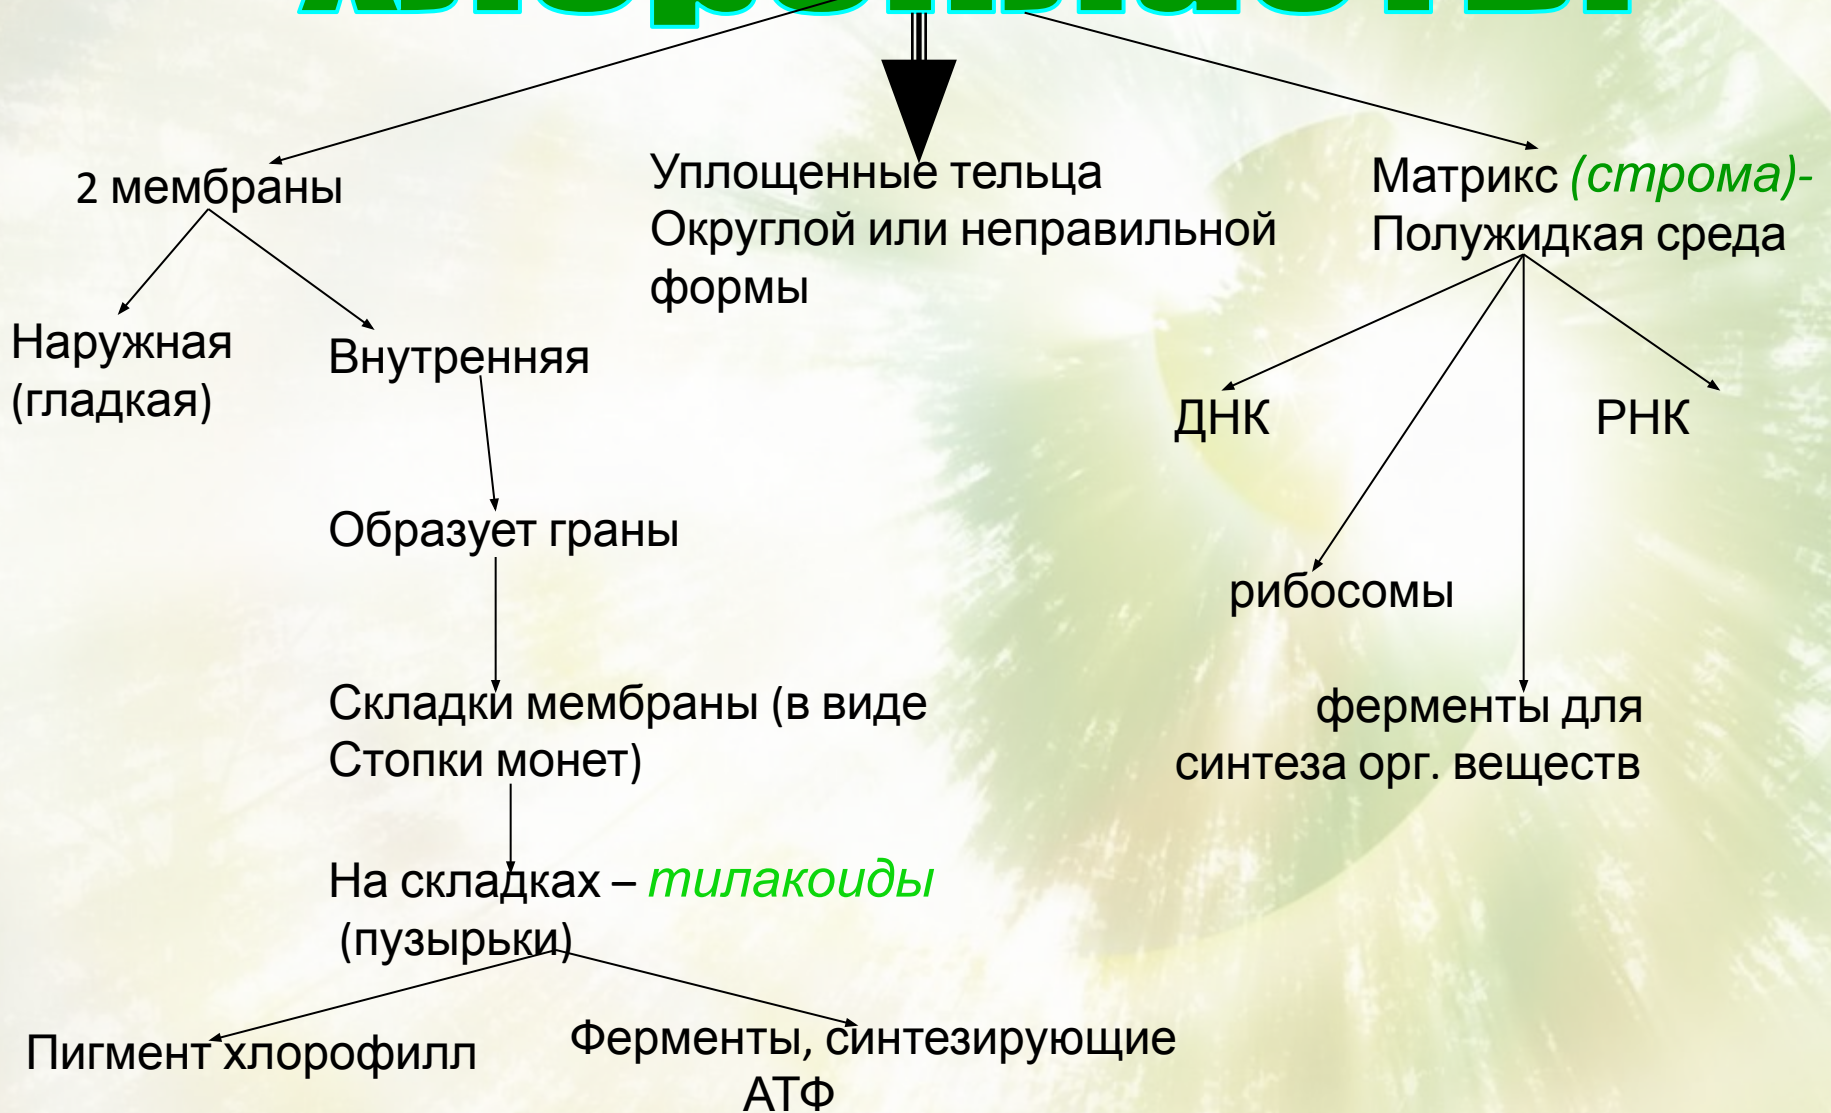 Хлоропласты
2 мембраны
Уплощенные тельца
Округлой или неправильной
формы
Матрикс (строма)-
Полужидкая среда
Наружная
(гладкая)
Внутренняя
ДНК
РНК
Образует граны
рибосомы
Складки мембраны (в виде
Стопки монет)
ферменты для
синтеза орг. веществ
На складках – тилакоиды
(пузырьки)
Пигмент хлорофилл
Ферменты, синтезирующие
АТФ